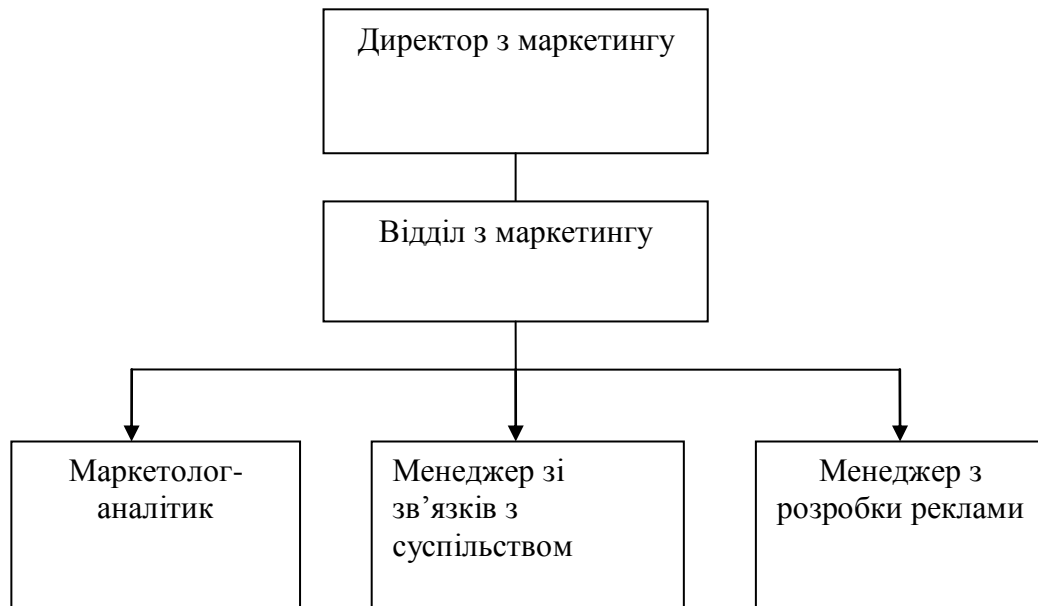 Директор з маркетингу
Відділ з маркетингу
Маркетолог-
аналітик
Менеджер зі
зв’язків з
суспільством
Менеджер з
розробки реклами